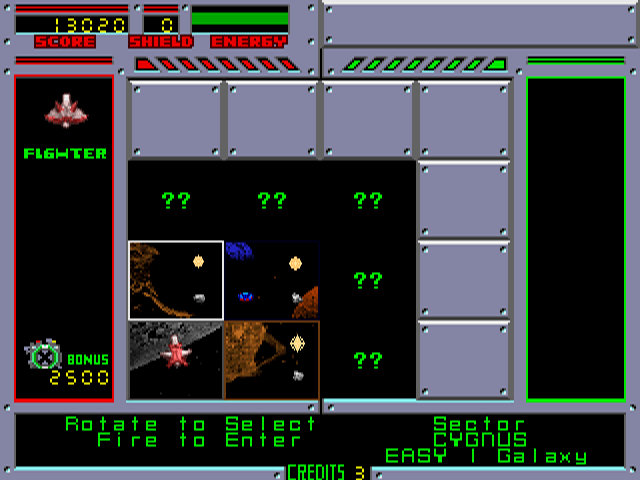 13020 0
SCORE SHIELD ENERGY
FIGHTER
?? ?? ??
??
??
BONUS
2500
Rotate to Select
Fire to Enter
Sector
CYGNUS
EASY 1 Galaxy
CREDITS 3